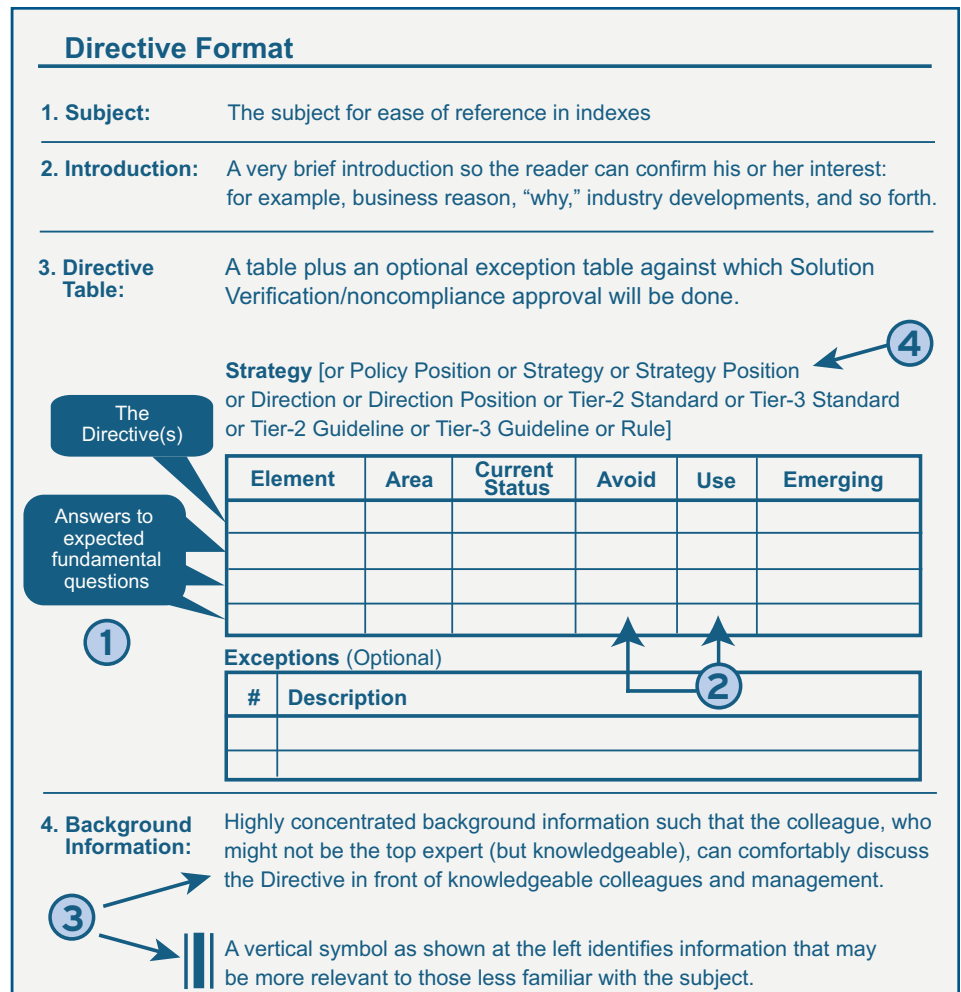 Directive Format
1. Subject: The subject for ease of reference in indexes
2. Introduction: A very brief introduction so the reader can confirm his or her interest:
for example, business reason, “why,” industry developments, and so forth.
3. Directive
Table:
A table plus an optional exception table against which Solution
Verification/noncompliance approval will be done.
4
Strategy [or Policy Position or Strategy or Strategy Position
or Direction or Direction Position or Tier-2 Standard or Tier-3 Standard
or Tier-2 Guideline or Tier-3 Guideline or Rule]
The
Directive(s)
Element Area Current Status Avoid Use Emerging
Answers to
expected
fundamental
questions
1
2
Exceptions (Optional)
# Description
4. Background
Information:
Highly concentrated background information such that the colleague, who
might not be the top expert (but knowledgeable), can comfortably discuss
the Directive in front of knowledgeable colleagues and management.
3
A vertical symbol as shown at the left identifies information that may
be more relevant to those less familiar with the subject.